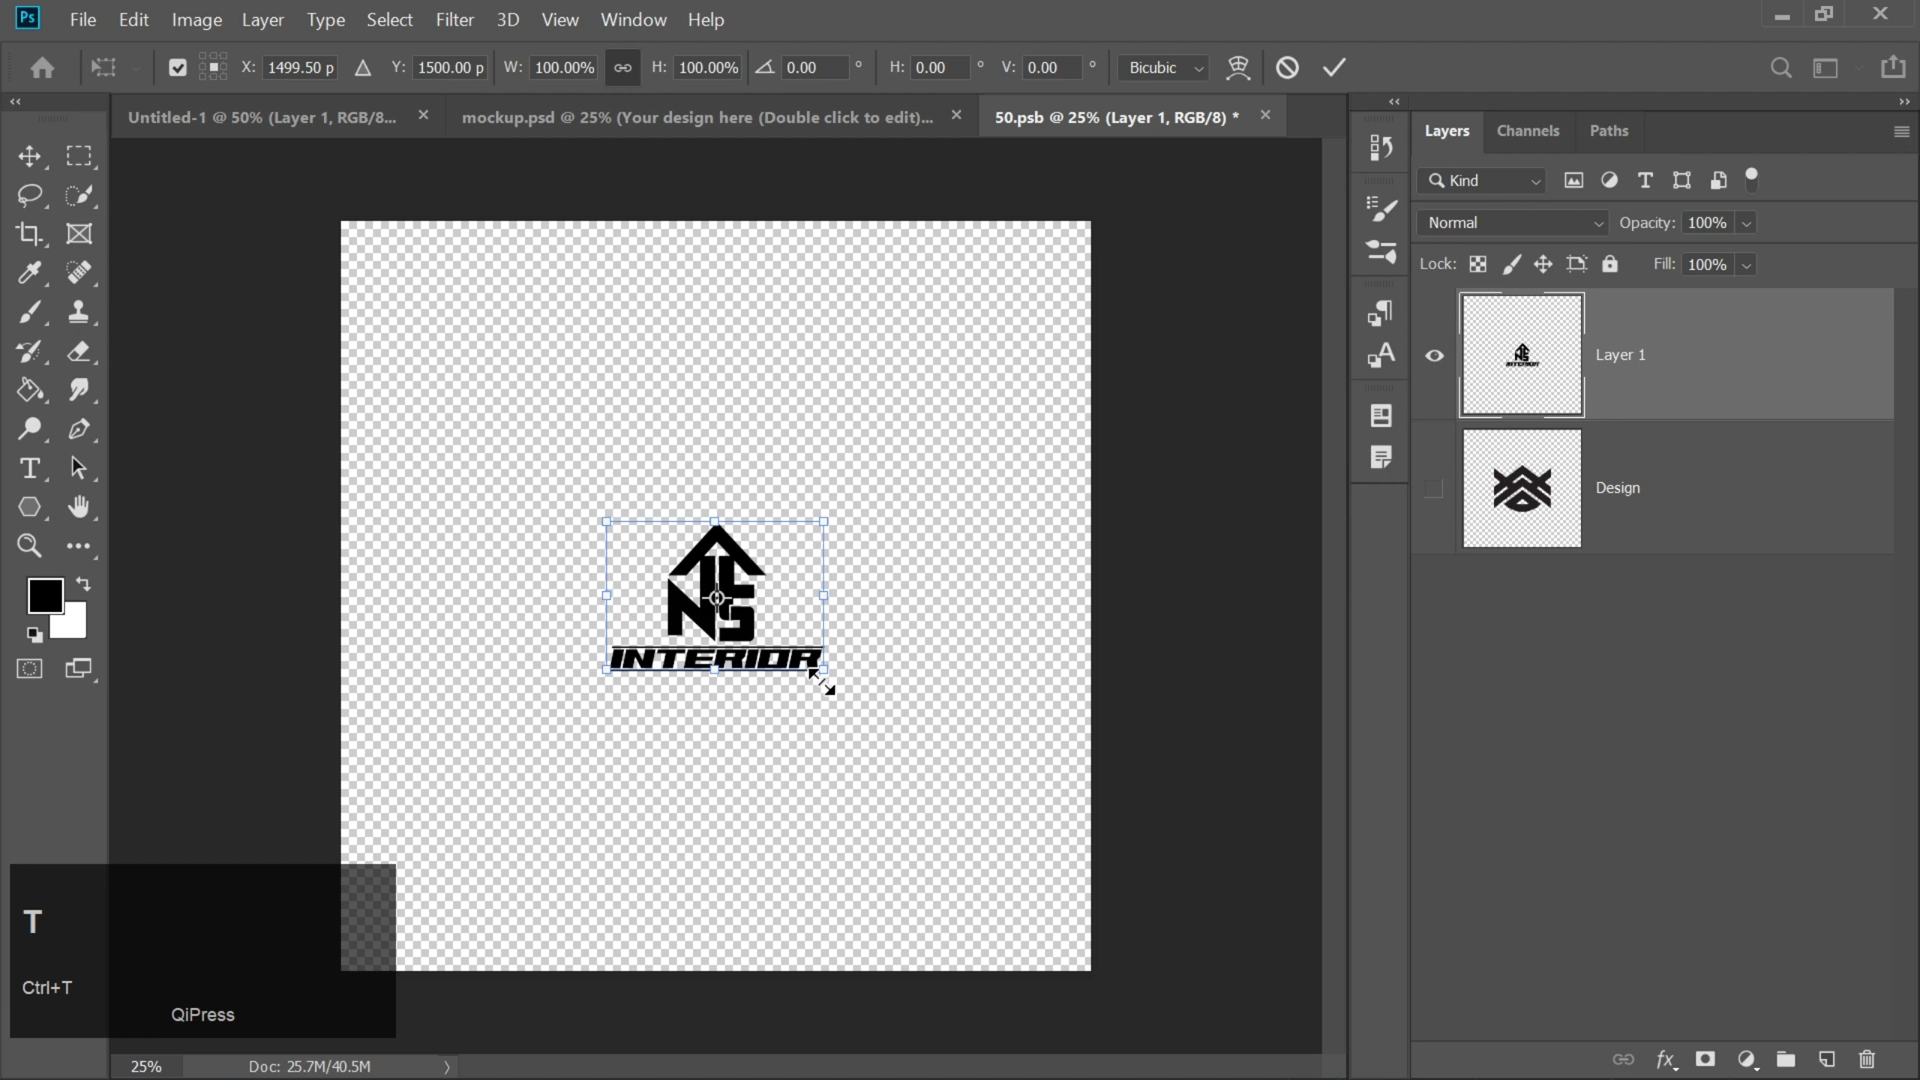 Ps File Edit Image Layer Type Select Filter 3D View Window Help
X: 1499.50 p Y: 1500.00 p W: 100.00% H: 100.00% 0.00 ° H: 0.00 ° V: 0.00 ° Bicubic
Untitled-1 @ 50% (Layer 1, RGB/8... mockup.psd @ 25% (Your design here (Double click to edit)... 50.psb @ 25% (Layer 1, RGB/8) *
Layers Channels Paths
Kind
Normal Opacity: 100%
Lock: Fill: 100%
Layer 1
Design
NS
INTERIOR
T
Ctrl+T
QiPress
25% Doc: 25.7M/40.5M
fx